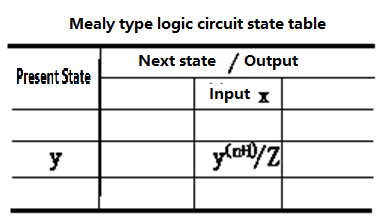 Mealy type logic circuit state table
Next state / Output
Present State
Input x
y y^(n+1)/Z